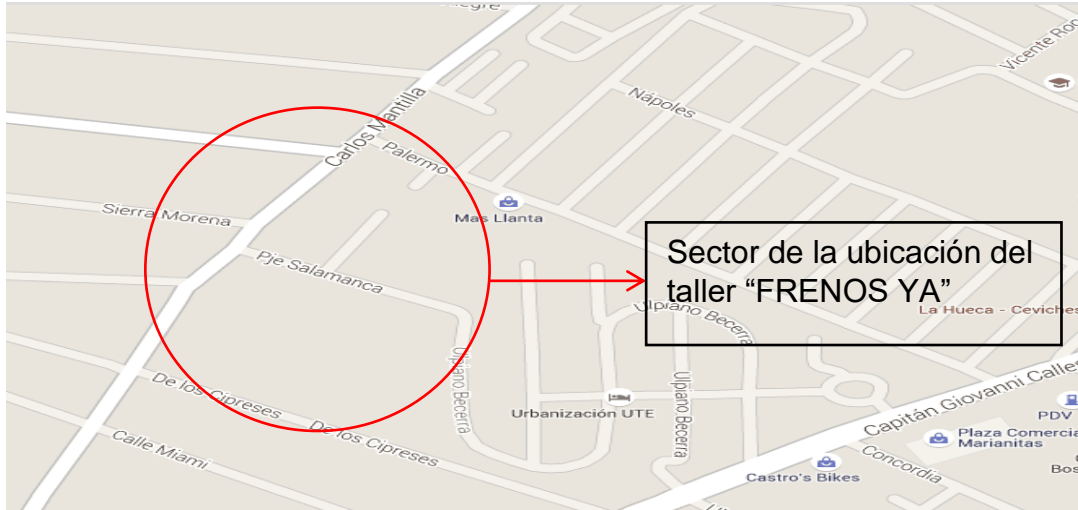 Alegre
Vicente Roc
Nápoles
Carlos Mantilla
Palermo
Sierra Morena
Mas Llanta
Pje.Salamanca
Sector de la ubicación del
taller “FRENOS YA”
Ulpiano Becerra
La Hueca - Ceviches
Ulpiano Becerra
Ulpiano Becerra
De los Cipreses
De los Cipreses
Urbanización UTE
Capitán Giovanni Calles
PDV
Plaza Comercia
Marianitas
Calle Miami
Concordia
Bos
Castro's Bikes